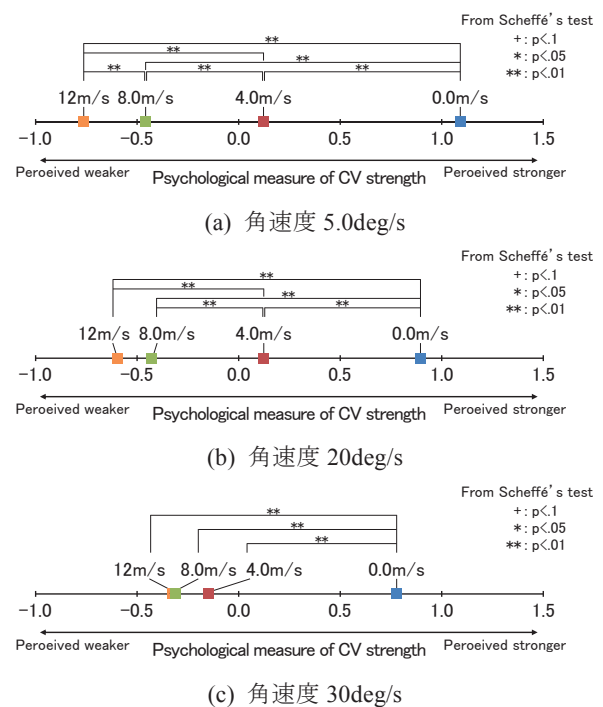 From Scheffé's test
+: p<.1
*: p<.05
**: p<.01
**
**
**
** ** **
12m/s 8.0m/s 4.0m/s 0.0m/s
−1.0 −0.5 0.0 0.5 1.0 1.5
Peroeived weaker Psychological measure of CV strength Peroeived stronger
(a) 角速度 5.0deg/s
From Scheffé's test
+: p<.1
*: p<.05
**: p<.01
**
**
**
** **
12m/s 8.0m/s 4.0m/s 0.0m/s
−1.0 −0.5 0.0 0.5 1.0 1.5
Peroeived weaker Psychological measure of CV strength Peroeived stronger
(b) 角速度 20deg/s
From Scheffé's test
+: p<.1
*: p<.05
**: p<.01
**
**
**
12m/s 8.0m/s 4.0m/s 0.0m/s
−1.0 −0.5 0.0 0.5 1.0 1.5
Peroeived weaker Psychological measure of CV strength Peroeived stronger
(c) 角速度 30deg/s